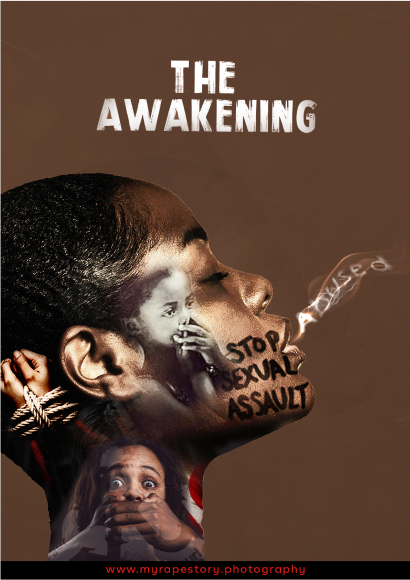 THE
AWAKENING
Abused
STOP
SEXUAL
ASSAULT
www.myrapestory.photography